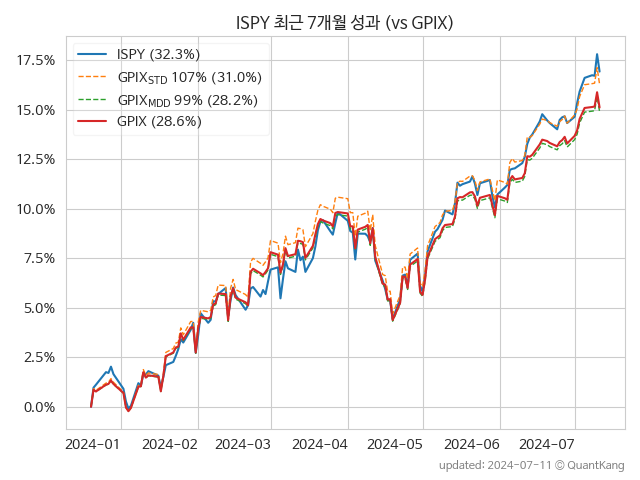 ISPY 최근 7개월 성과 (vs GPIX)
ISPY (32.3%)
GPIXSTD 107% (31.0%)
GPIXMDD 99% (28.2%)
GPIX (28.6%)
17.5%
15.0%
12.5%
10.0%
7.5%
5.0%
2.5%
0.0%
2024-01 2024-02 2024-03 2024-04 2024-05 2024-06 2024-07
updated: 2024-07-11 © QuantKang